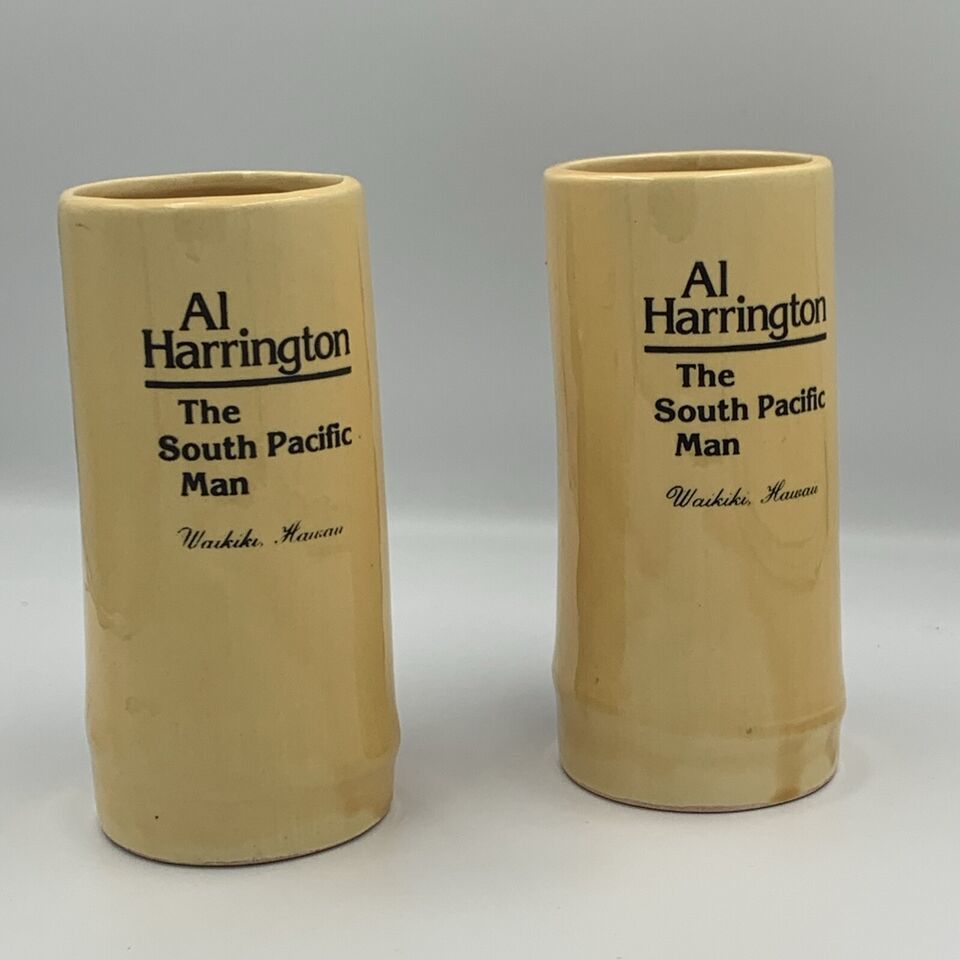 Al
Harrington
The
South Pacific
Man
Waikiki, Hawaii
Al
Harrington
The
South Pacific
Man
Waikiki, Hawaii